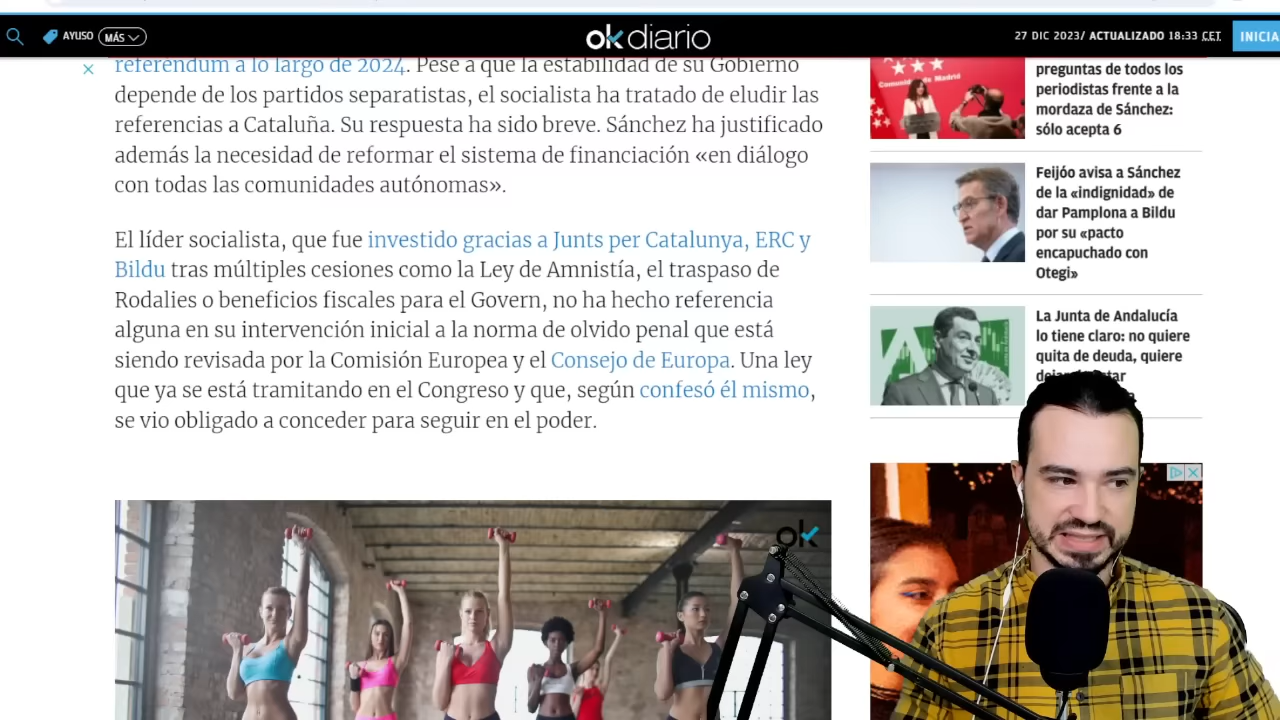 AYUSO
MÁS
okdiario
27 DIC 2023/ ACTUALIZADO 18:33 CET
INICIA
referéndum a lo largo de 2024. Pese a que la estabilidad de su Gobierno
depende de los partidos separatistas, el socialista ha tratado de eludir las
referencias a Cataluña. Su respuesta ha sido breve. Sánchez ha justificado
además la necesidad de reformar el sistema de financiación «en diálogo
con todas las comunidades autónomas».
El líder socialista, que fue investido gracias a Junts per Catalunya, ERC y
Bildu tras múltiples cesiones como la Ley de Amnistía, el traspaso de
Rodalies o beneficios fiscales para el Govern, no ha hecho referencia
alguna en su intervención inicial a la norma de olvido penal que está
siendo revisada por la Comisión Europea y el Consejo de Europa. Una ley
que ya se está tramitando en el Congreso y que, según confesó él mismo,
se vio obligado a conceder para seguir en el poder.
ok
preguntas de todos los
periodistas frente a la
mordaza de Sánchez:
sólo acepta 6
Comunidad de Madrid
Feijóo avisa a Sánchez
de la «indignidad» de
dar Pamplona a Bildu
por su «pacto
encapuchado con
Otegi»
La Junta de Andalucía
lo tiene claro: no quiere
quita de deuda, quiere